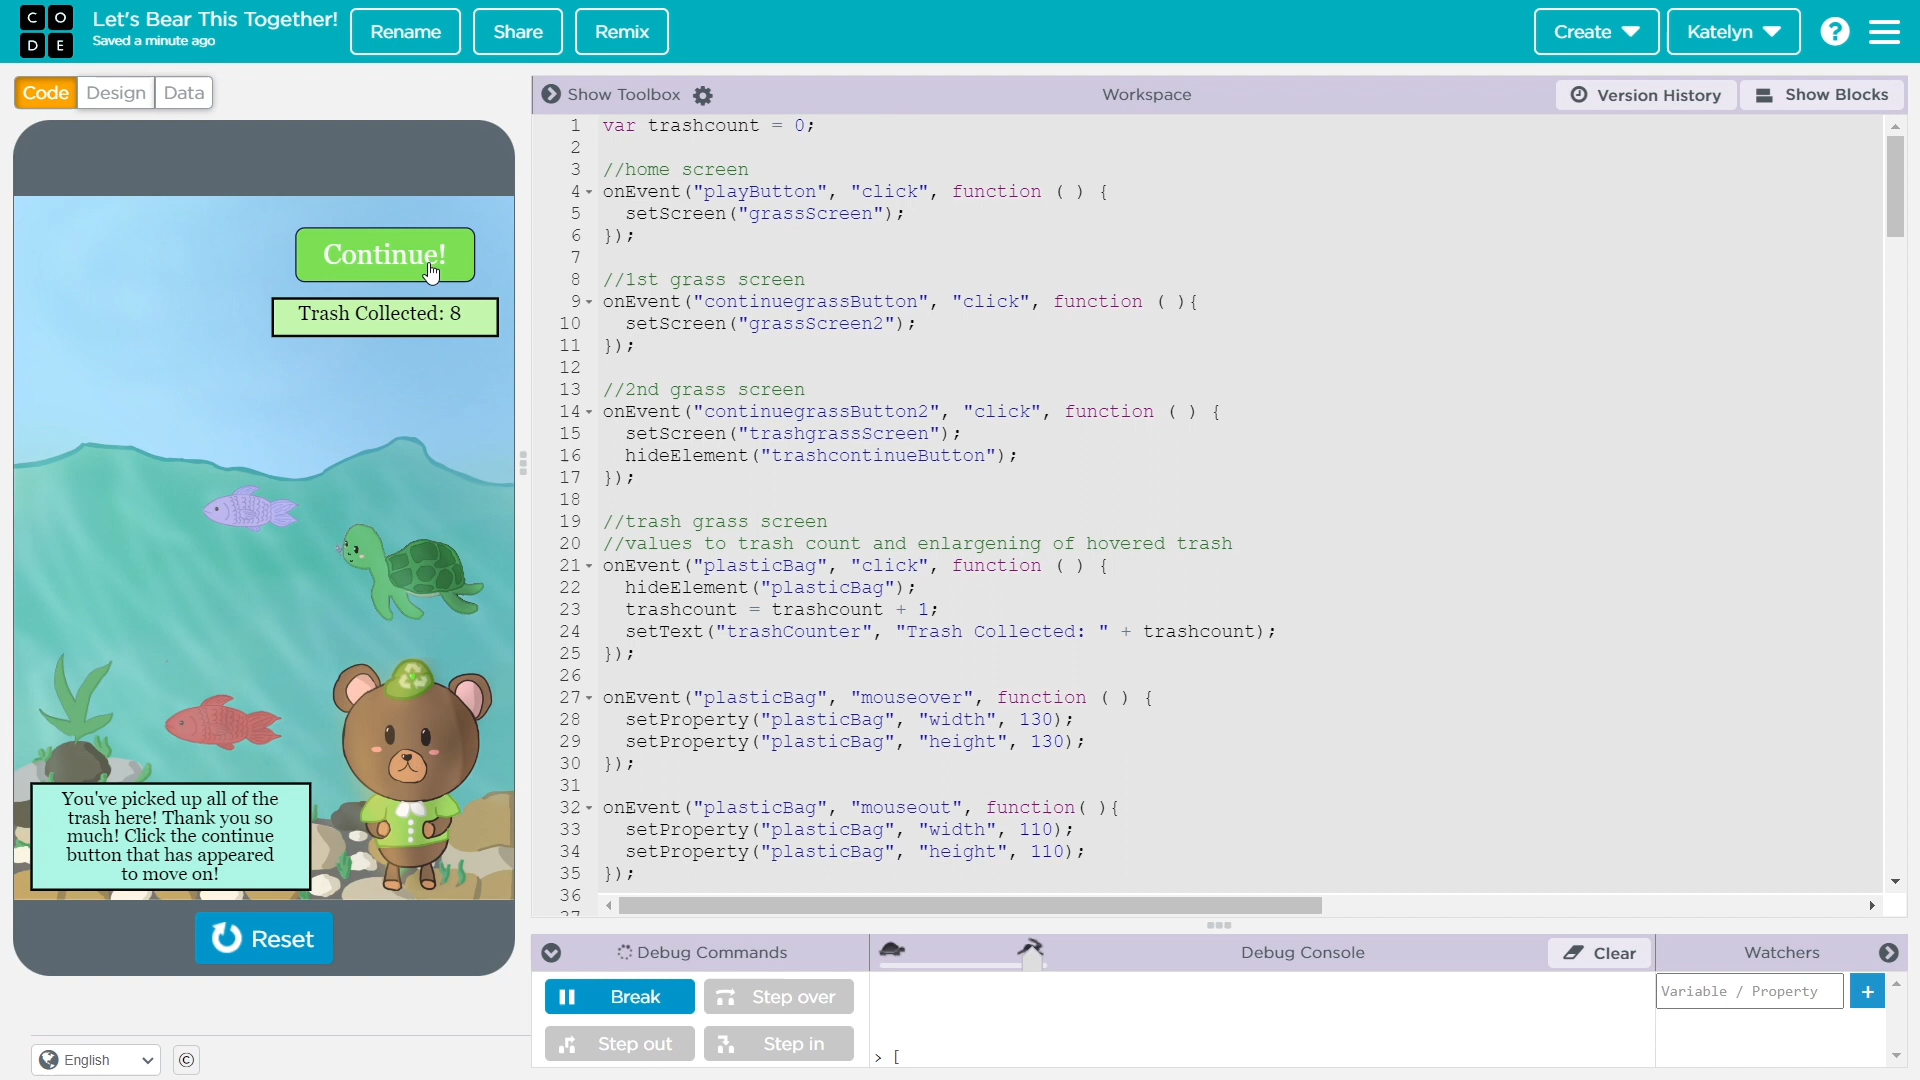 CODE
Let's Bear This Together!
Saved a minute ago
Rename
Share
Remix
Create
Katelyn
?
Code
Design
Data
Continue!
Trash Collected: 8
You've picked up all of the
trash here! Thank you so
much! Click the continue
button that has appeared
to move on!
Reset
English
©
Show Toolbox
Workspace
Version History
Show Blocks
1 var trashcount = 0;
2
3 //home screen
4 onEvent("playButton", "click", function ( ) {
5   setScreen("grassScreen");
6 });
7
8 //1st grass screen
9 onEvent("continuegrassButton", "click", function ( ){
10   setScreen("grassScreen2");
11 });
12
13 //2nd grass screen
14 onEvent("continuegrassButton2", "click", function ( ) {
15   setScreen("trashgrassScreen");
16   hideElement("trashcontinueButton");
17 });
18
19 //trash grass screen
20 //values to trash count and enlargening of hovered trash
21 onEvent("plasticBag", "click", function ( ) {
22   hideElement("plasticBag");
23   trashcount = trashcount + 1;
24   setText("trashCounter", "Trash Collected: " + trashcount);
25 });
26
27 onEvent("plasticBag", "mouseover", function ( ) {
28   setProperty("plasticBag", "width", 130);
29   setProperty("plasticBag", "height", 130);
30 });
31
32 onEvent("plasticBag", "mouseout", function( ){
33   setProperty("plasticBag", "width", 110);
34   setProperty("plasticBag", "height", 110);
35 });
36
37
Debug Commands
Break
Step over
Step out
Step in
Debug Console
Clear
> [
Watchers
Variable / Property
+